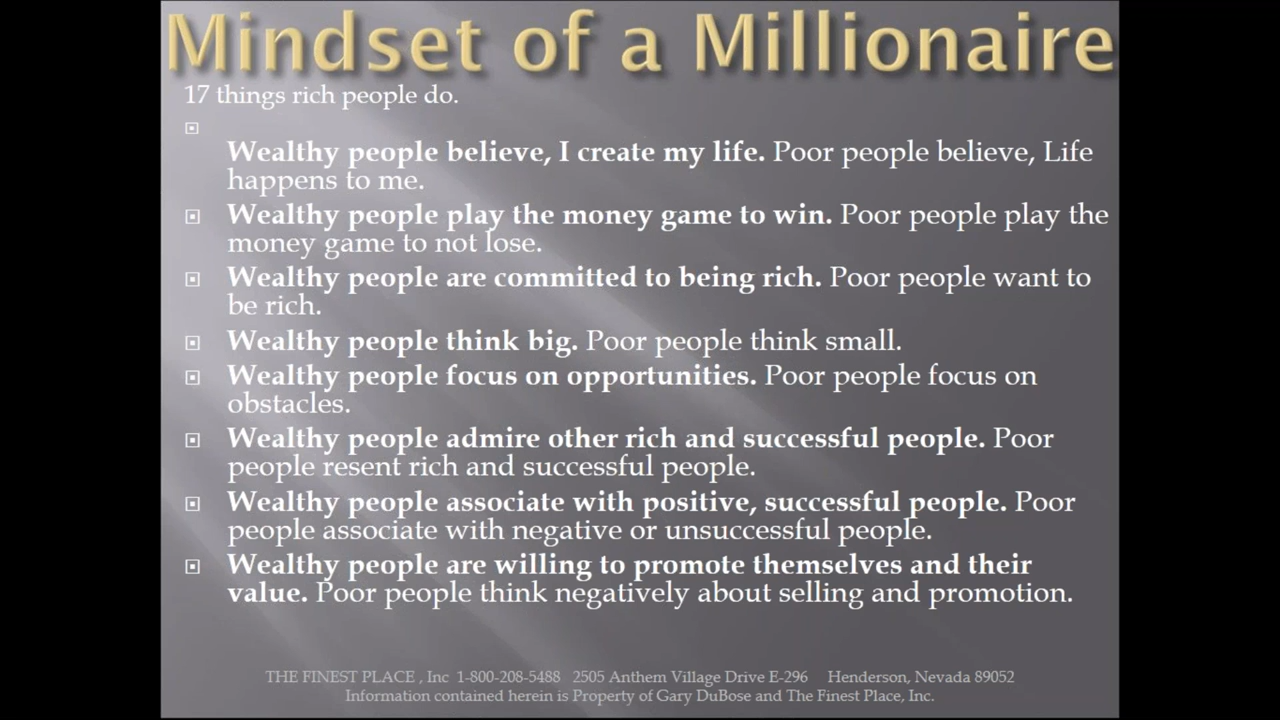 Mindset of a Millionaire
17 things rich people do.
Wealthy people believe, I create my life. Poor people believe, Life
happens to me.
Wealthy people play the money game to win. Poor people play the
money game to not lose.
Wealthy people are committed to being rich. Poor people want to
be rich.
Wealthy people think big. Poor people think small.
Wealthy people focus on opportunities. Poor people focus on
obstacles.
Wealthy people admire other rich and successful people. Poor
people resent rich and successful people.
Wealthy people associate with positive, successful people. Poor
people associate with negative or unsuccessful people.
Wealthy people are willing to promote themselves and their
value. Poor people think negatively about selling and promotion.
THE FINEST PLACE , Inc 1-800-208-5488 2505 Anthem Village Drive E-296 Henderson, Nevada 89052
Information contained herein is Property of Gary DuBose and The Finest Place, Inc.